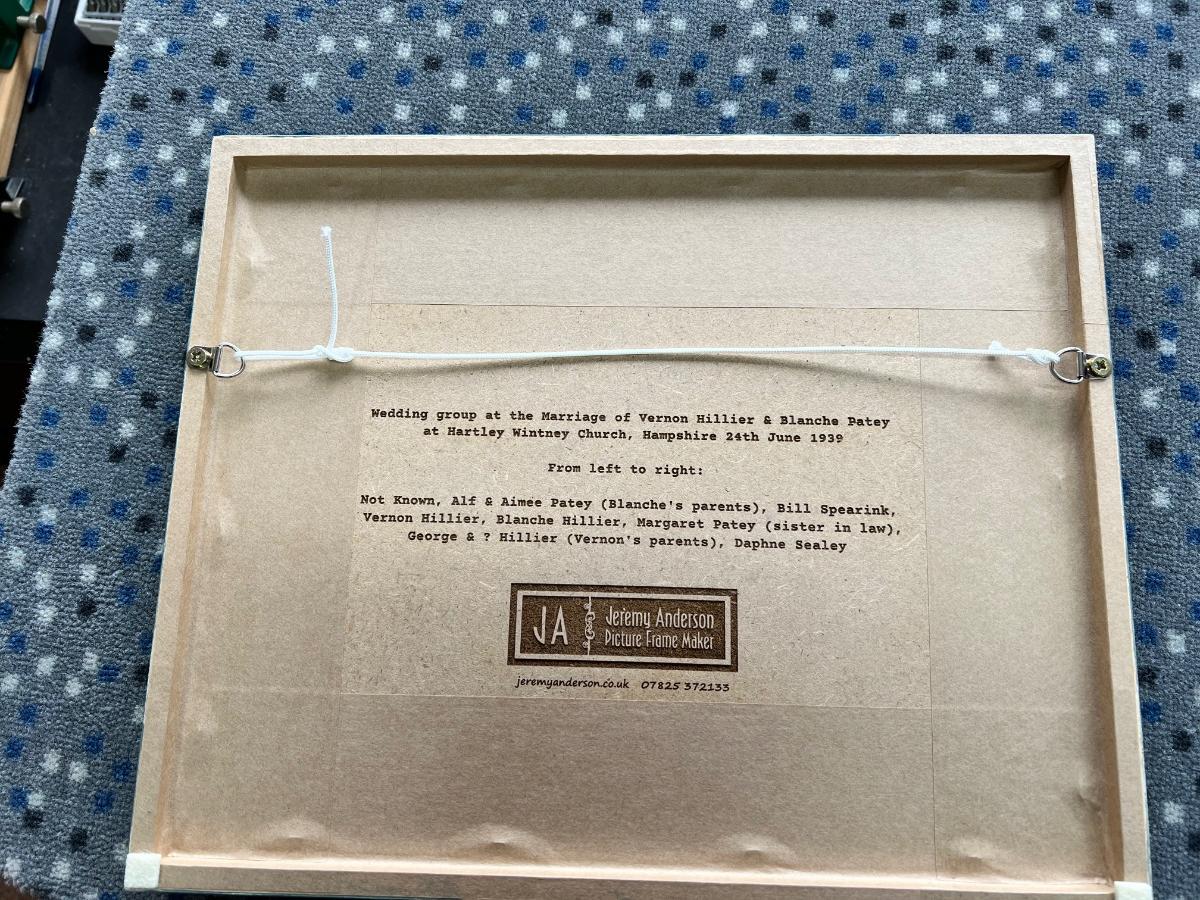 Wedding group at the Marriage of Vernon Hillier & Blanche Patey
at Hartley Wintney Church, Hampshire 24th June 1939
From left to right:
Not Known, Alf & Aimée Patey (Blanche's parents), Bill Spearink,
Vernon Hillier, Blanche Hillier, Margaret Patey (sister in law),
George & ? Hillier (Vernon's parents), Daphne Sealey
JA
Jeremy Anderson
Picture Frame Maker
jeremyanderson.co.uk 07825 372133